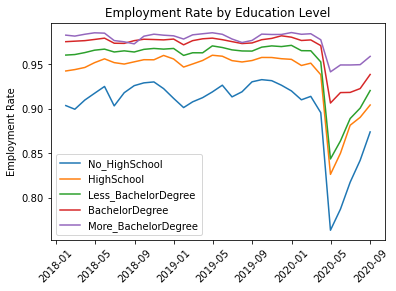 Employment Rate by Education Level
Employment Rate
0.95
0.90
0.85
0.80
No_HighSchool
HighSchool
Less_BachelorDegree
BachelorDegree
More_BachelorDegree
2018-01
2018-05
2018-09
2019-01
2019-05
2019-09
2020-01
2020-05
2020-09